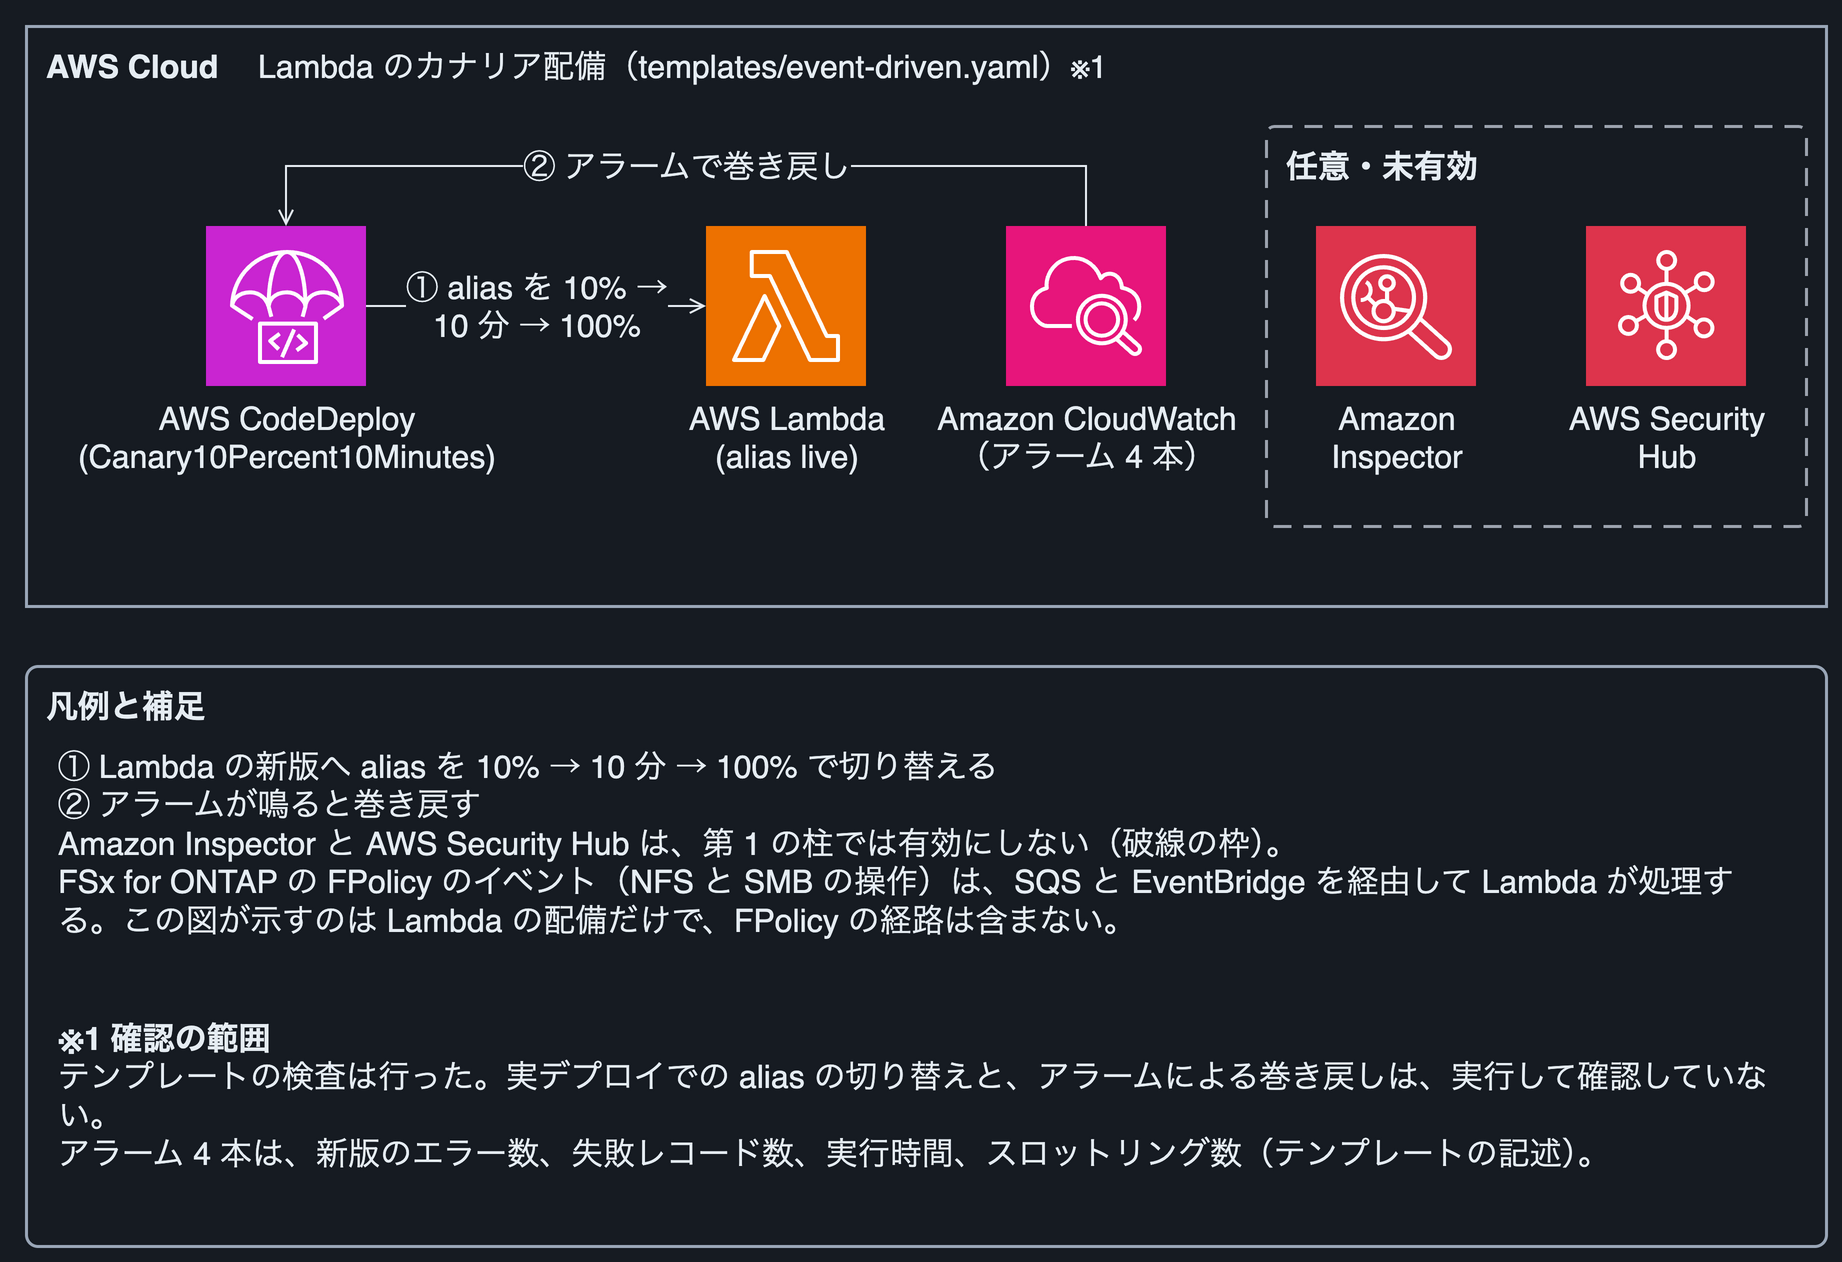 AWS Cloud Lambda のカナリア配備（templates/event-driven.yaml）※1
② アラームで巻き戻し
任意・未有効
① alias を 10% →
10 分 → 100%
AWS CodeDeploy
(Canary10Percent10Minutes)
AWS Lambda
(alias live)
Amazon CloudWatch
（アラーム 4 本）
Amazon
Inspector
AWS Security
Hub
凡例と補足
① Lambda の新版へ alias を 10% → 10 分 → 100% で切り替える
② アラームが鳴ると巻き戻す
Amazon Inspector と AWS Security Hub は、第 1 の柱では有効にしない（破線の枠）。
FSx for ONTAP の FPolicy のイベント（NFS と SMB の操作）は、SQS と EventBridge を経由して Lambda が処理す
る。この図が示すのは Lambda の配備だけで、FPolicy の経路は含まない。
※1 確認の範囲
テンプレートの検査は行った。実デプロイでの alias の切り替えと、アラームによる巻き戻しは、実行して確認していな
い。
アラーム 4 本は、新版のエラー数、失敗レコード数、実行時間、スロットリング数（テンプレートの記述）。